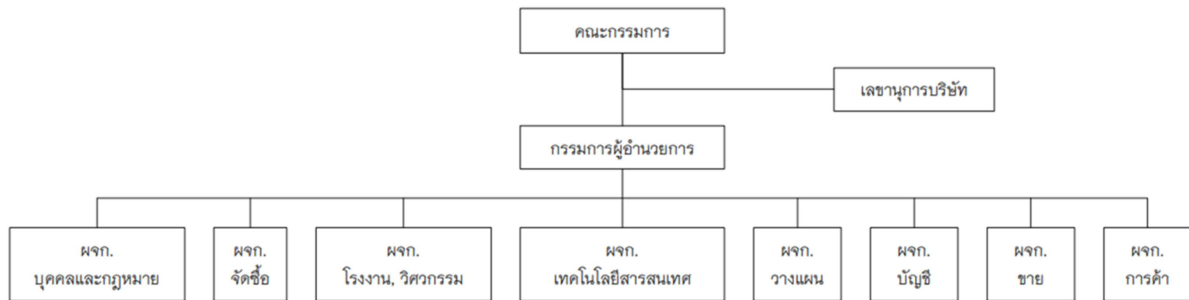 คณะกรรมการ
เลขานุการบริษัท
กรรมการผู้อำนวยการ
ผจก.
บุคคลและกฎหมาย
ผจก.
จัดซื้อ
ผจก.
โรงงาน, วิศวกรรม
ผจก.
เทคโนโลยีสารสนเทศ
ผจก.
วางแผน
ผจก.
บัญชี
ผจก.
ขาย
ผจก.
การค้า